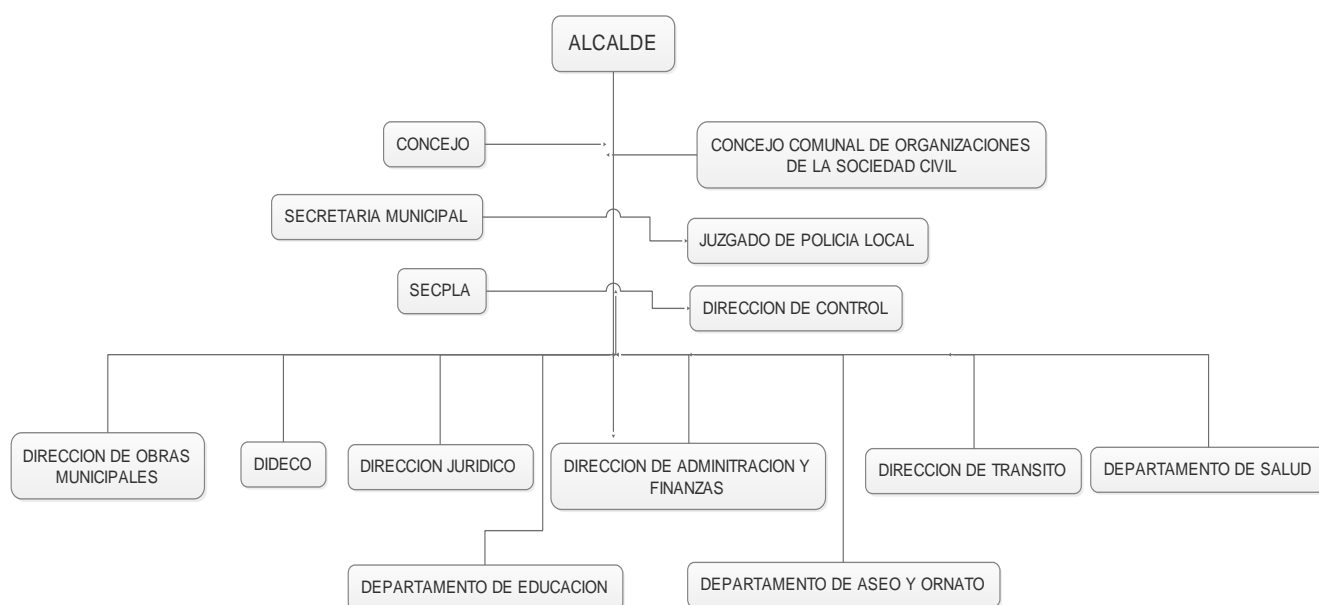 ALCALDE
CONCEJO
CONCEJO COMUNAL DE ORGANIZACIONES
DE LA SOCIEDAD CIVIL
SECRETARIA MUNICIPAL
JUZGADO DE POLICIA LOCAL
SECPLA
DIRECCION DE CONTROL
DIRECCION DE OBRAS
MUNICIPALES
DIDECO
DIRECCION JURIDICO
DIRECCION DE ADMINITRACION Y
FINANZAS
DIRECCION DE TRANSITO
DEPARTAMENTO DE SALUD
DEPARTAMENTO DE EDUCACION
DEPARTAMENTO DE ASEO Y ORNATO